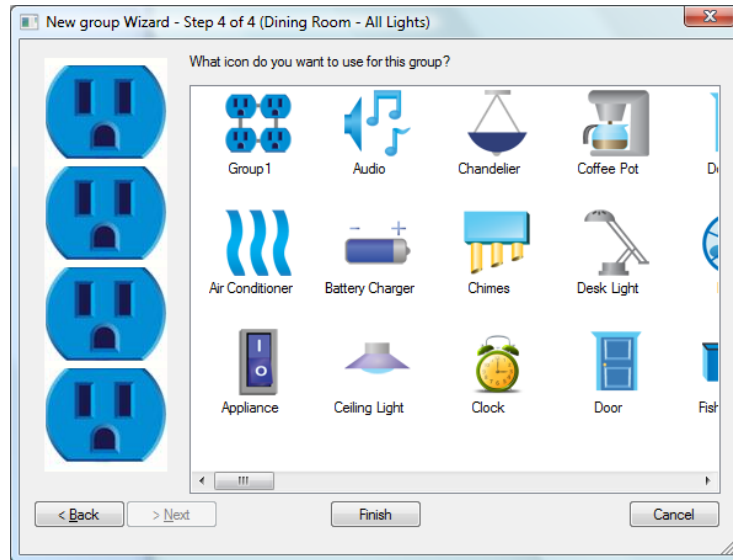 New group Wizard - Step 4 of 4 (Dining Room - All Lights)
What icon do you want to use for this group?
Group1 Audio Chandelier Coffee Pot
Air Conditioner Battery Charger Chimes Desk Light
Appliance Ceiling Light Clock Door Fish
< Back > Next Finish Cancel